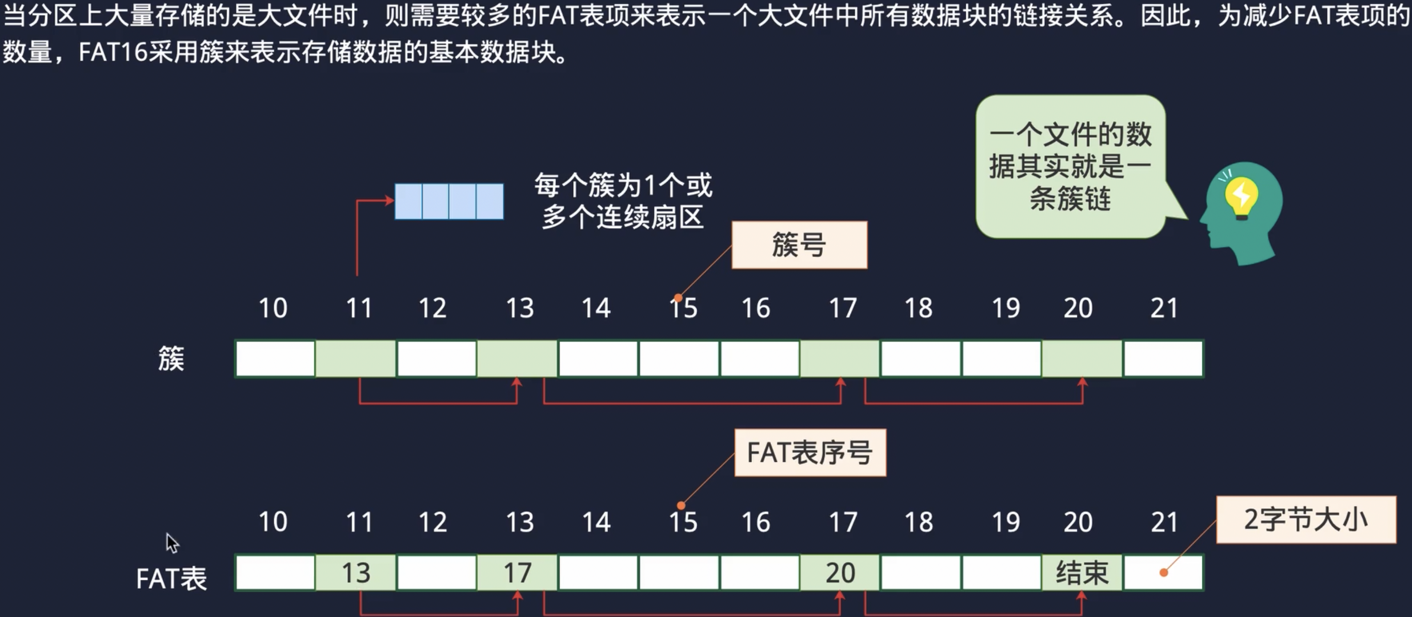 当分区上大量存储的是大文件时，则需要较多的FAT表项来表示一个大文件中所有数据块的链接关系。因此，为减少FAT表项的
数量，FAT16采用簇来表示存储数据的基本数据块。
一个文件的数
据其实就是一
条簇链
每个簇为1个或
多个连续扇区
簇号
10 11 12 13 14 15 16 17 18 19 20 21
簇
FAT表序号
10 11 12 13 14 15 16 17 18 19 20 21
2字节大小
FAT表 13 17 20 结束